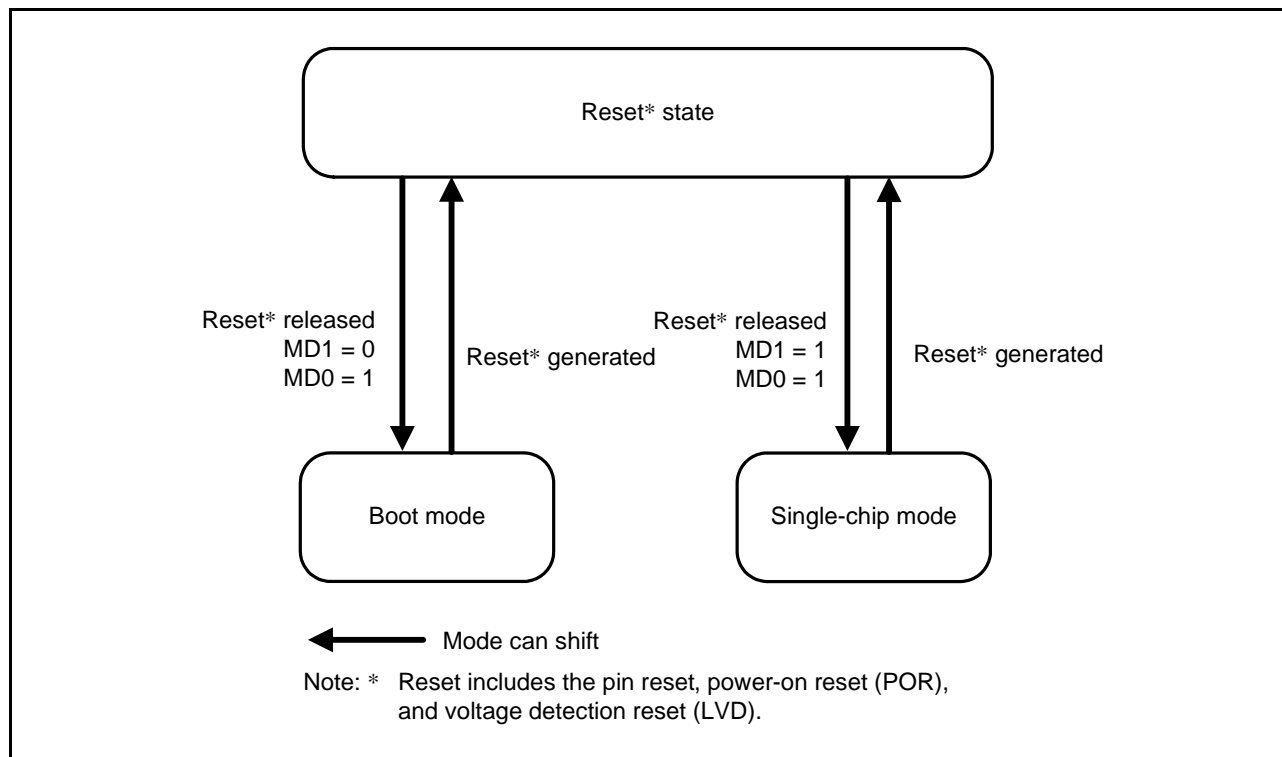 Reset* state
Reset* released
MD1 = 0
MD0 = 1
Reset* generated
Reset* released
MD1 = 1
MD0 = 1
Reset* generated
Boot mode
Single-chip mode
Mode can shift
Note: * Reset includes the pin reset, power-on reset (POR),
and voltage detection reset (LVD).